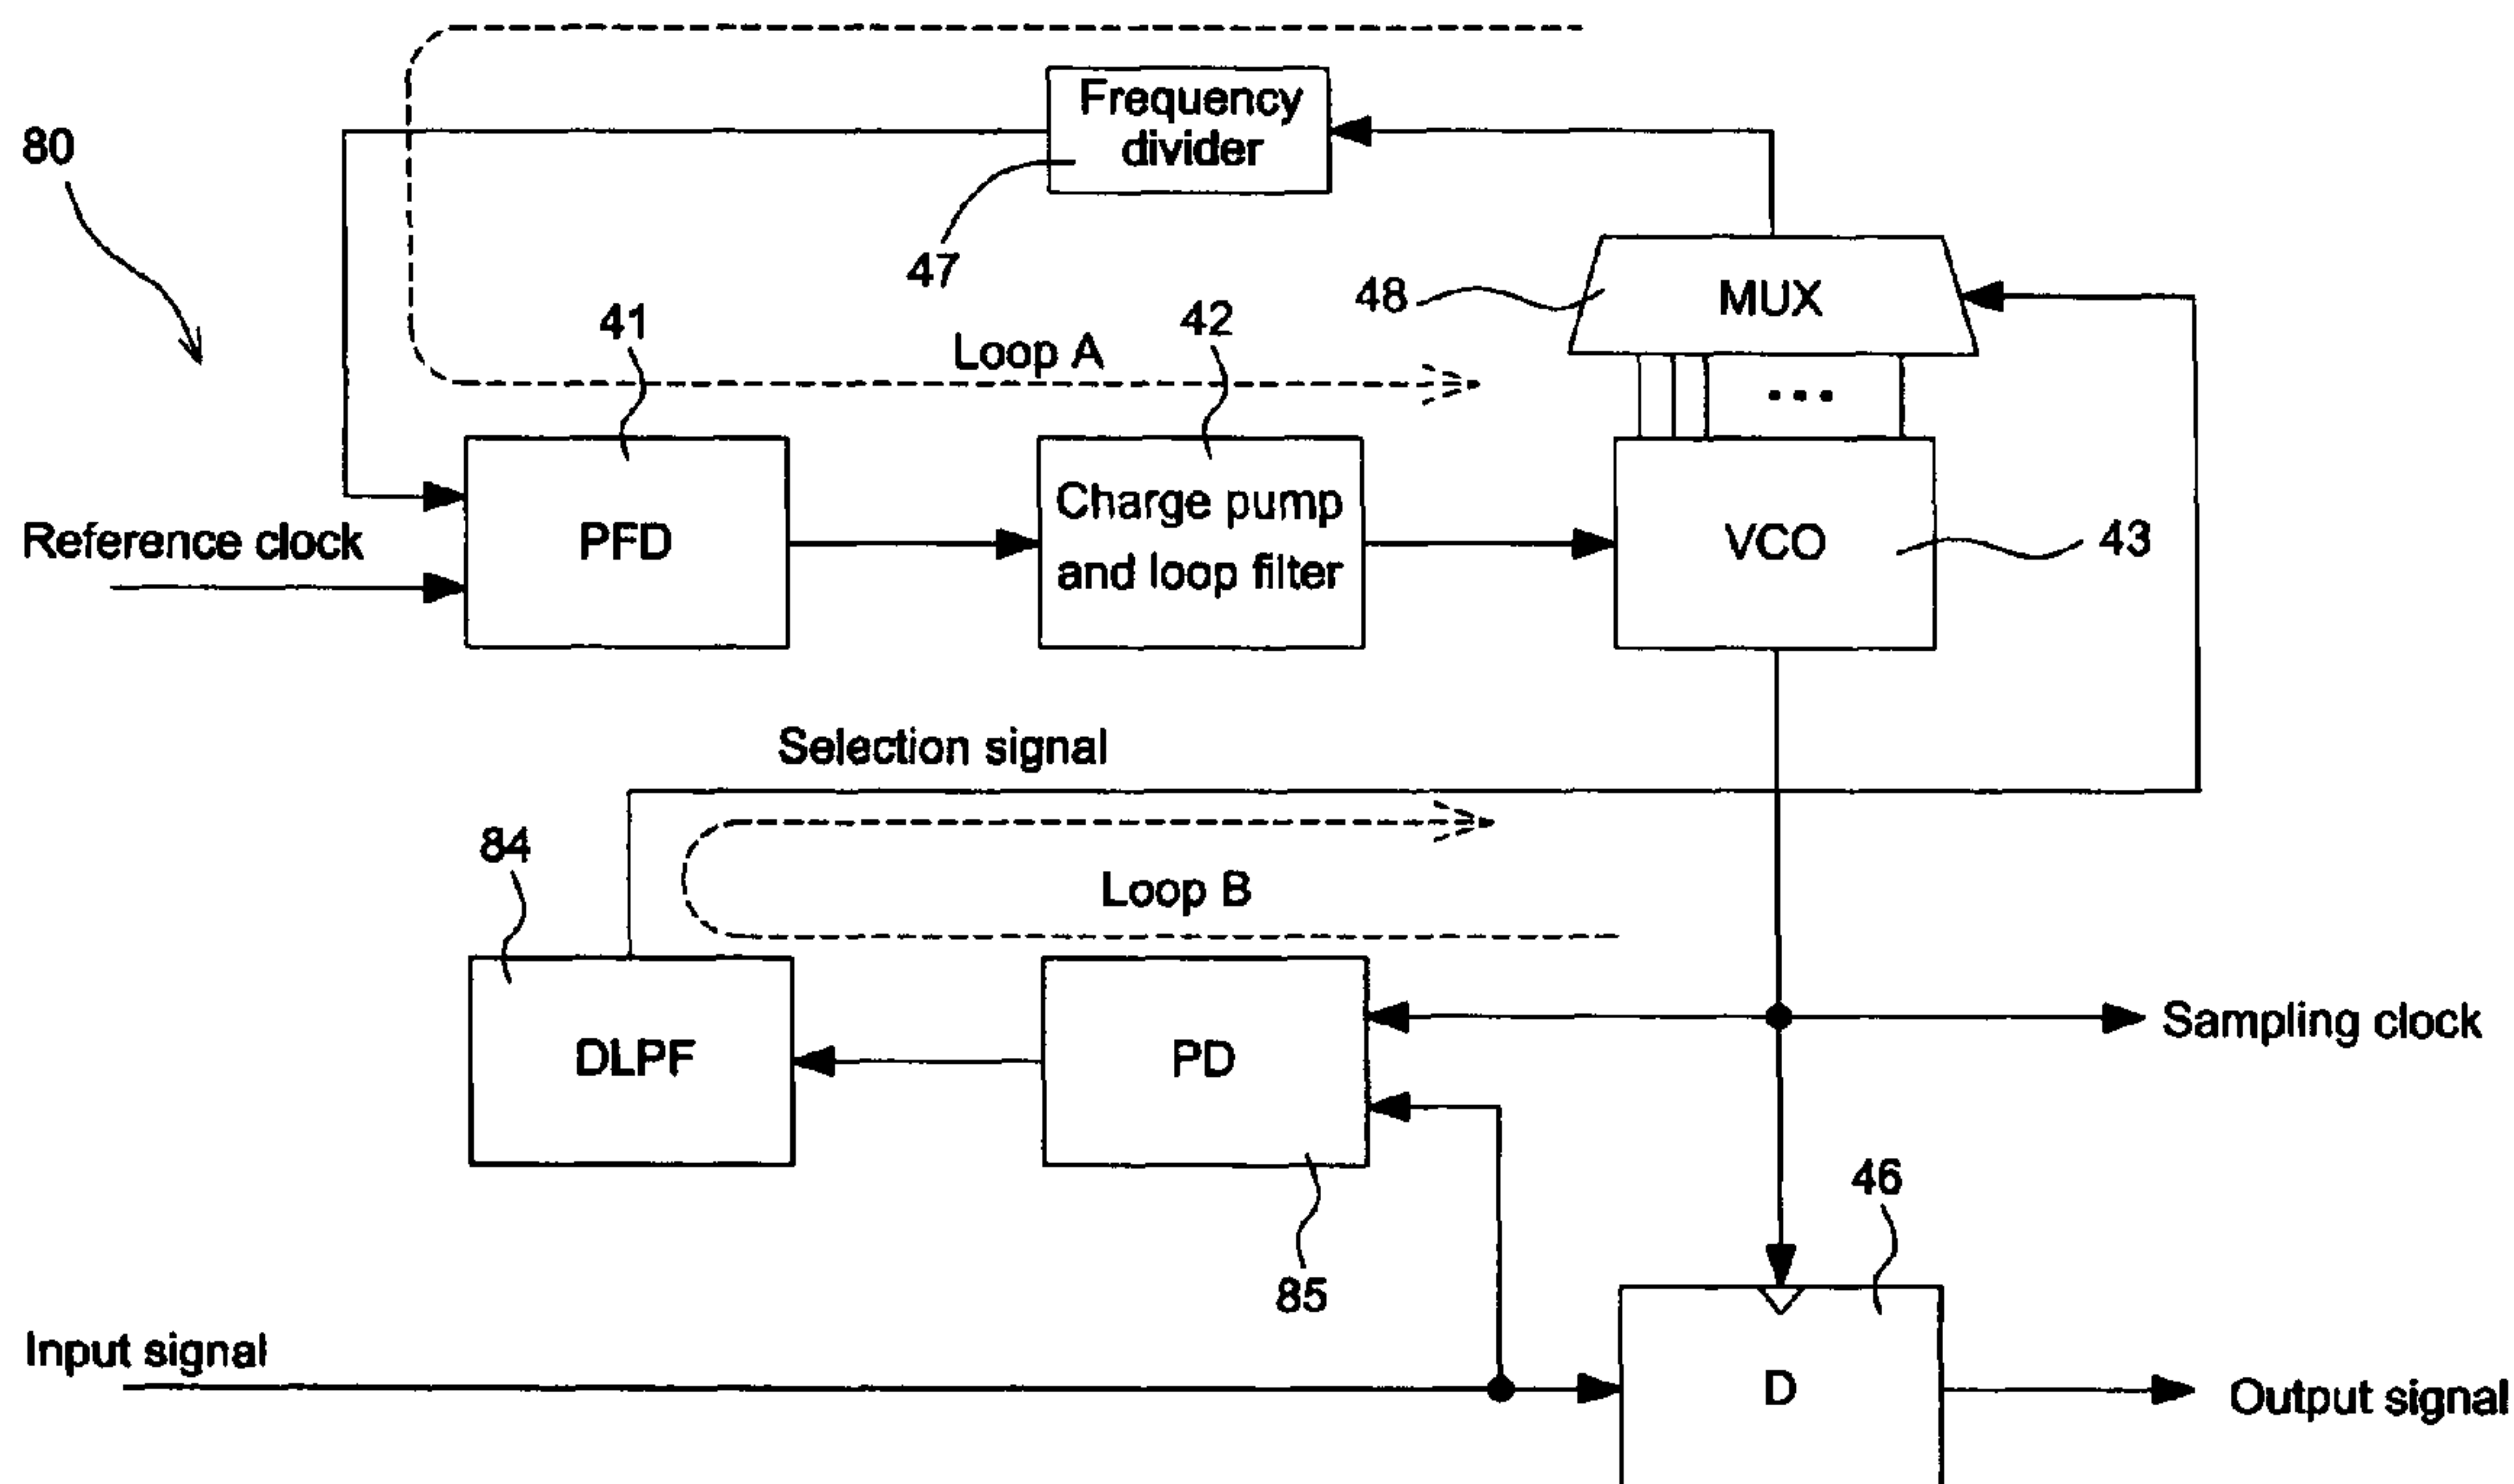 Frequency
divider
80
47
48
MUX
41
42
Loop A
Charge pump
and loop filter
Reference clock
PFD
VCO
43
Selection signal
84
Loop B
DLPF
PD
Sampling clock
46
85
Input signal
D
Output signal